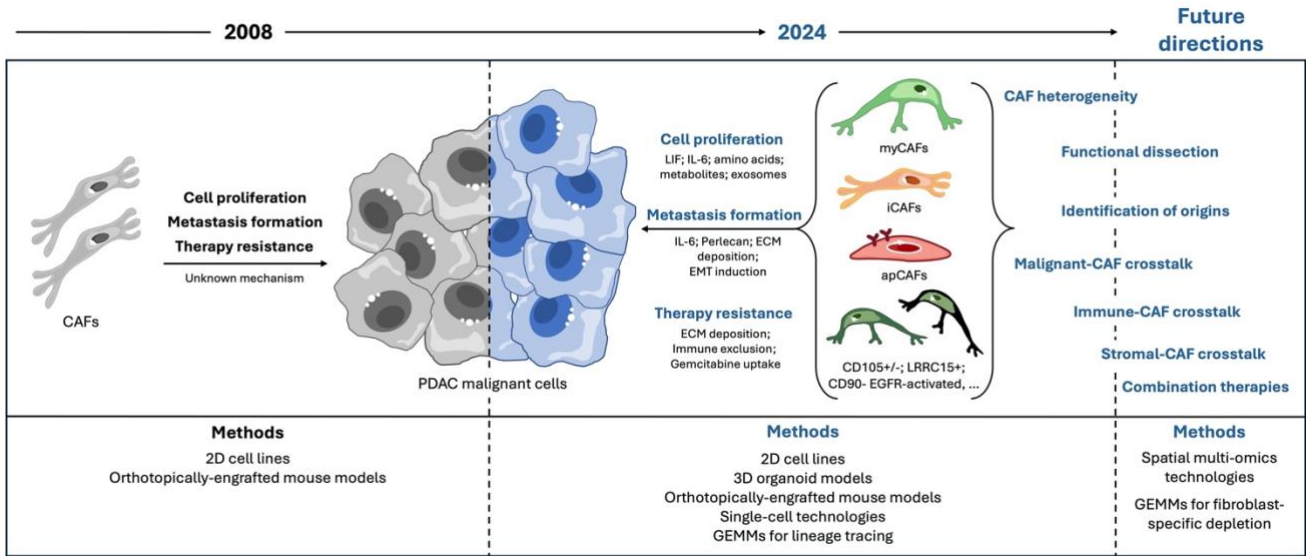 2008
2024
Future
directions
CAFs
Cell proliferation
Metastasis formation
Therapy resistance
Unknown mechanism
PDAC malignant cells
Cell proliferation
LIF; IL-6; amino acids;
metabolites; exosomes
Metastasis formation
IL-6; Perlecan; ECM
deposition;
EMT induction
Therapy resistance
ECM deposition;
Immune exclusion;
Gemcitabine uptake
myCAFs
iCAFs
apCAFs
CD105+/-; LRRC15+;
CD90- EGFR-activated, ...
CAF heterogeneity
Functional dissection
Identification of origins
Malignant-CAF crosstalk
Immune-CAF crosstalk
Stromal-CAF crosstalk
Combination therapies
Methods
2D cell lines
Orthotopically-engrafted mouse models
Methods
2D cell lines
3D organoid models
Orthotopically-engrafted mouse models
Single-cell technologies
GEMMs for lineage tracing
Methods
Spatial multi-omics
technologies
GEMMs for fibroblast-
specific depletion